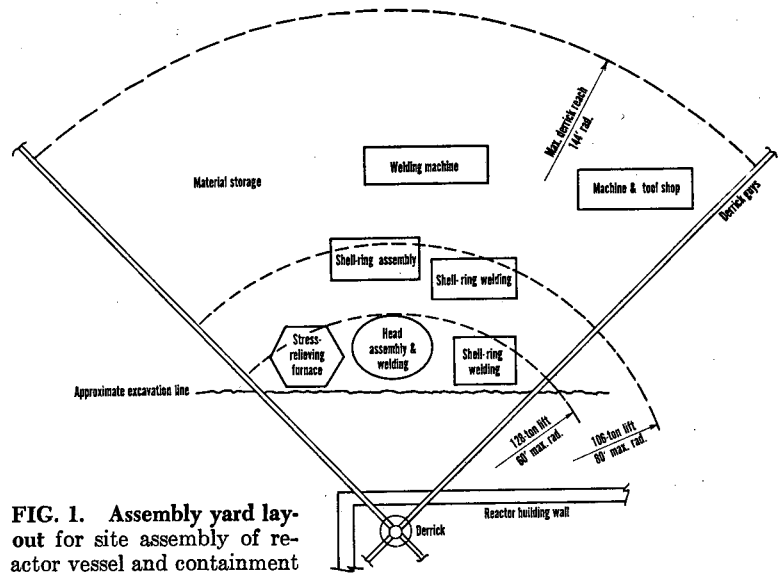 Max. derrick reach
144' rad.
Welding machine
Material storage
Machine & tool shop
Derrick guys
Shell-ring assembly
Shell-ring welding
Stress-
relieving
furnace
Head
assembly &
welding
Shell-ring
welding
Approximate excavation line
128-ton lift
60' max. rad.
106-ton lift
80' max. rad.
Reactor building wall
Derrick
FIG. 1. Assembly yard lay-
out for site assembly of re-
actor vessel and containment